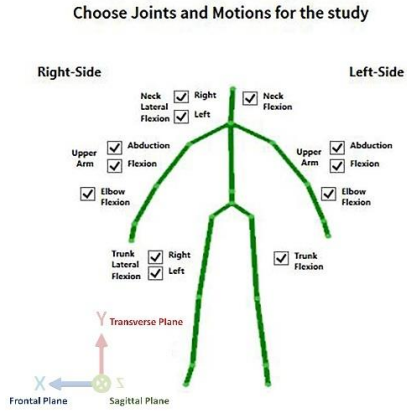 Choose Joints and Motions for the study
Right-Side
Left-Side
Neck Lateral Flexion
Right
Left
Neck Flexion
Upper Arm
Abduction
Flexion
Upper Arm
Abduction
Flexion
Elbow Flexion
Elbow Flexion
Trunk Lateral Flexion
Right
Left
Trunk Flexion
Y
Transverse Plane
X
Z
Frontal Plane
Sagittal Plane